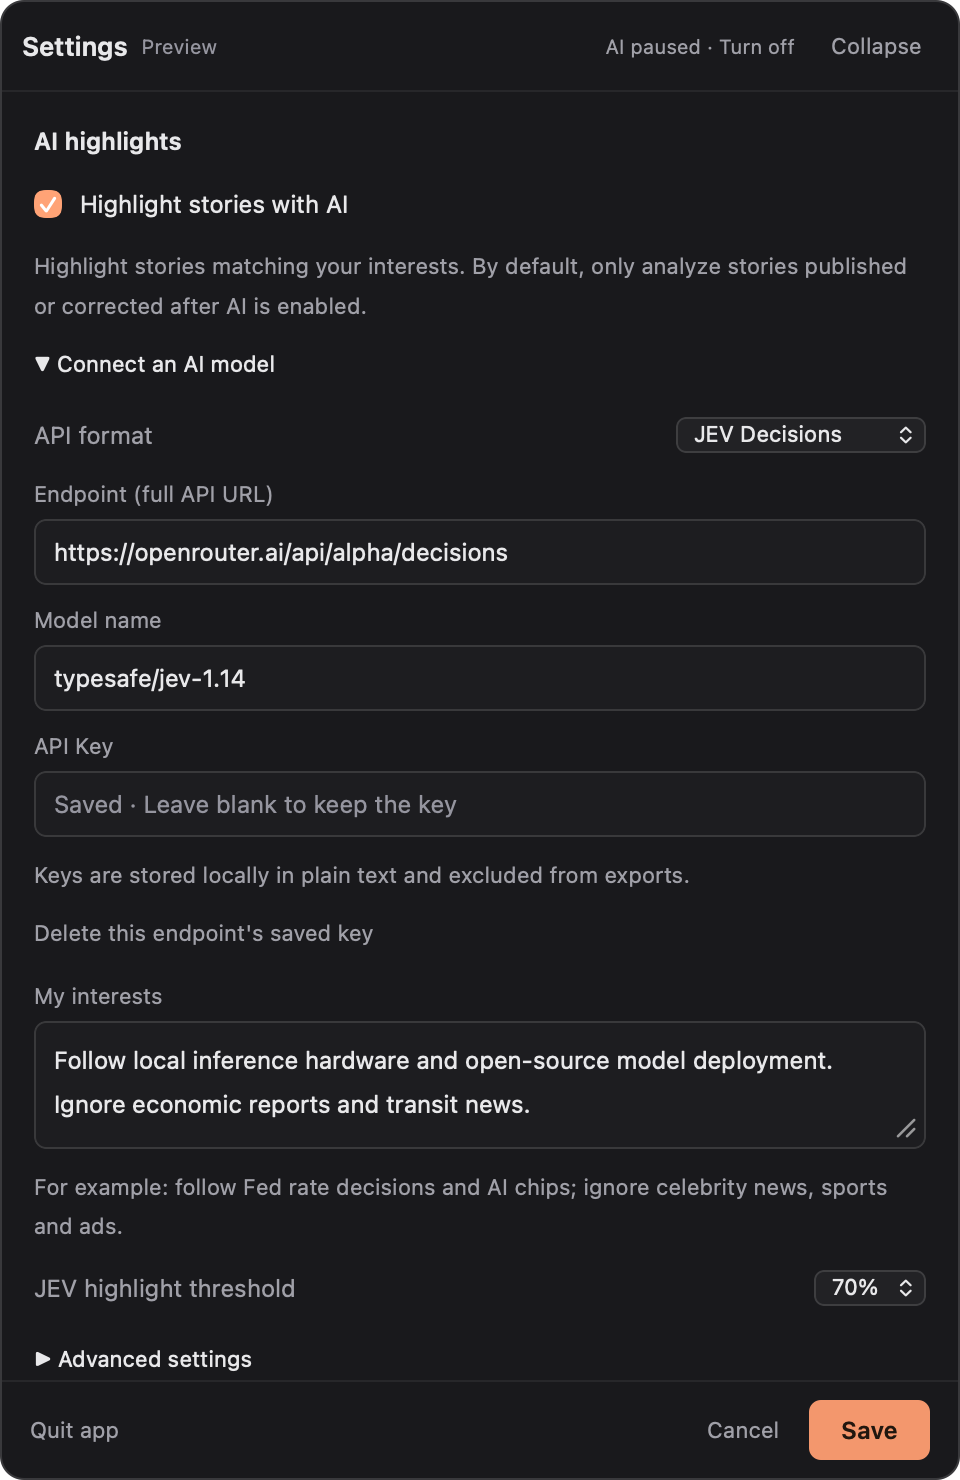 Settings Preview AI paused · Turn off Collapse
AI highlights
Highlight stories with AI
Highlight stories matching your interests. By default, only analyze stories published
or corrected after AI is enabled.
▼ Connect an AI model
API format JEV Decisions
Endpoint (full API URL)
https://openrouter.ai/api/alpha/decisions
Model name
typesafe/jev-1.14
API Key
Saved · Leave blank to keep the key
Keys are stored locally in plain text and excluded from exports.
Delete this endpoint's saved key
My interests
Follow local inference hardware and open-source model deployment.
Ignore economic reports and transit news.
For example: follow Fed rate decisions and AI chips; ignore celebrity news, sports
and ads.
JEV highlight threshold 70%
▶ Advanced settings
Quit app Cancel Save